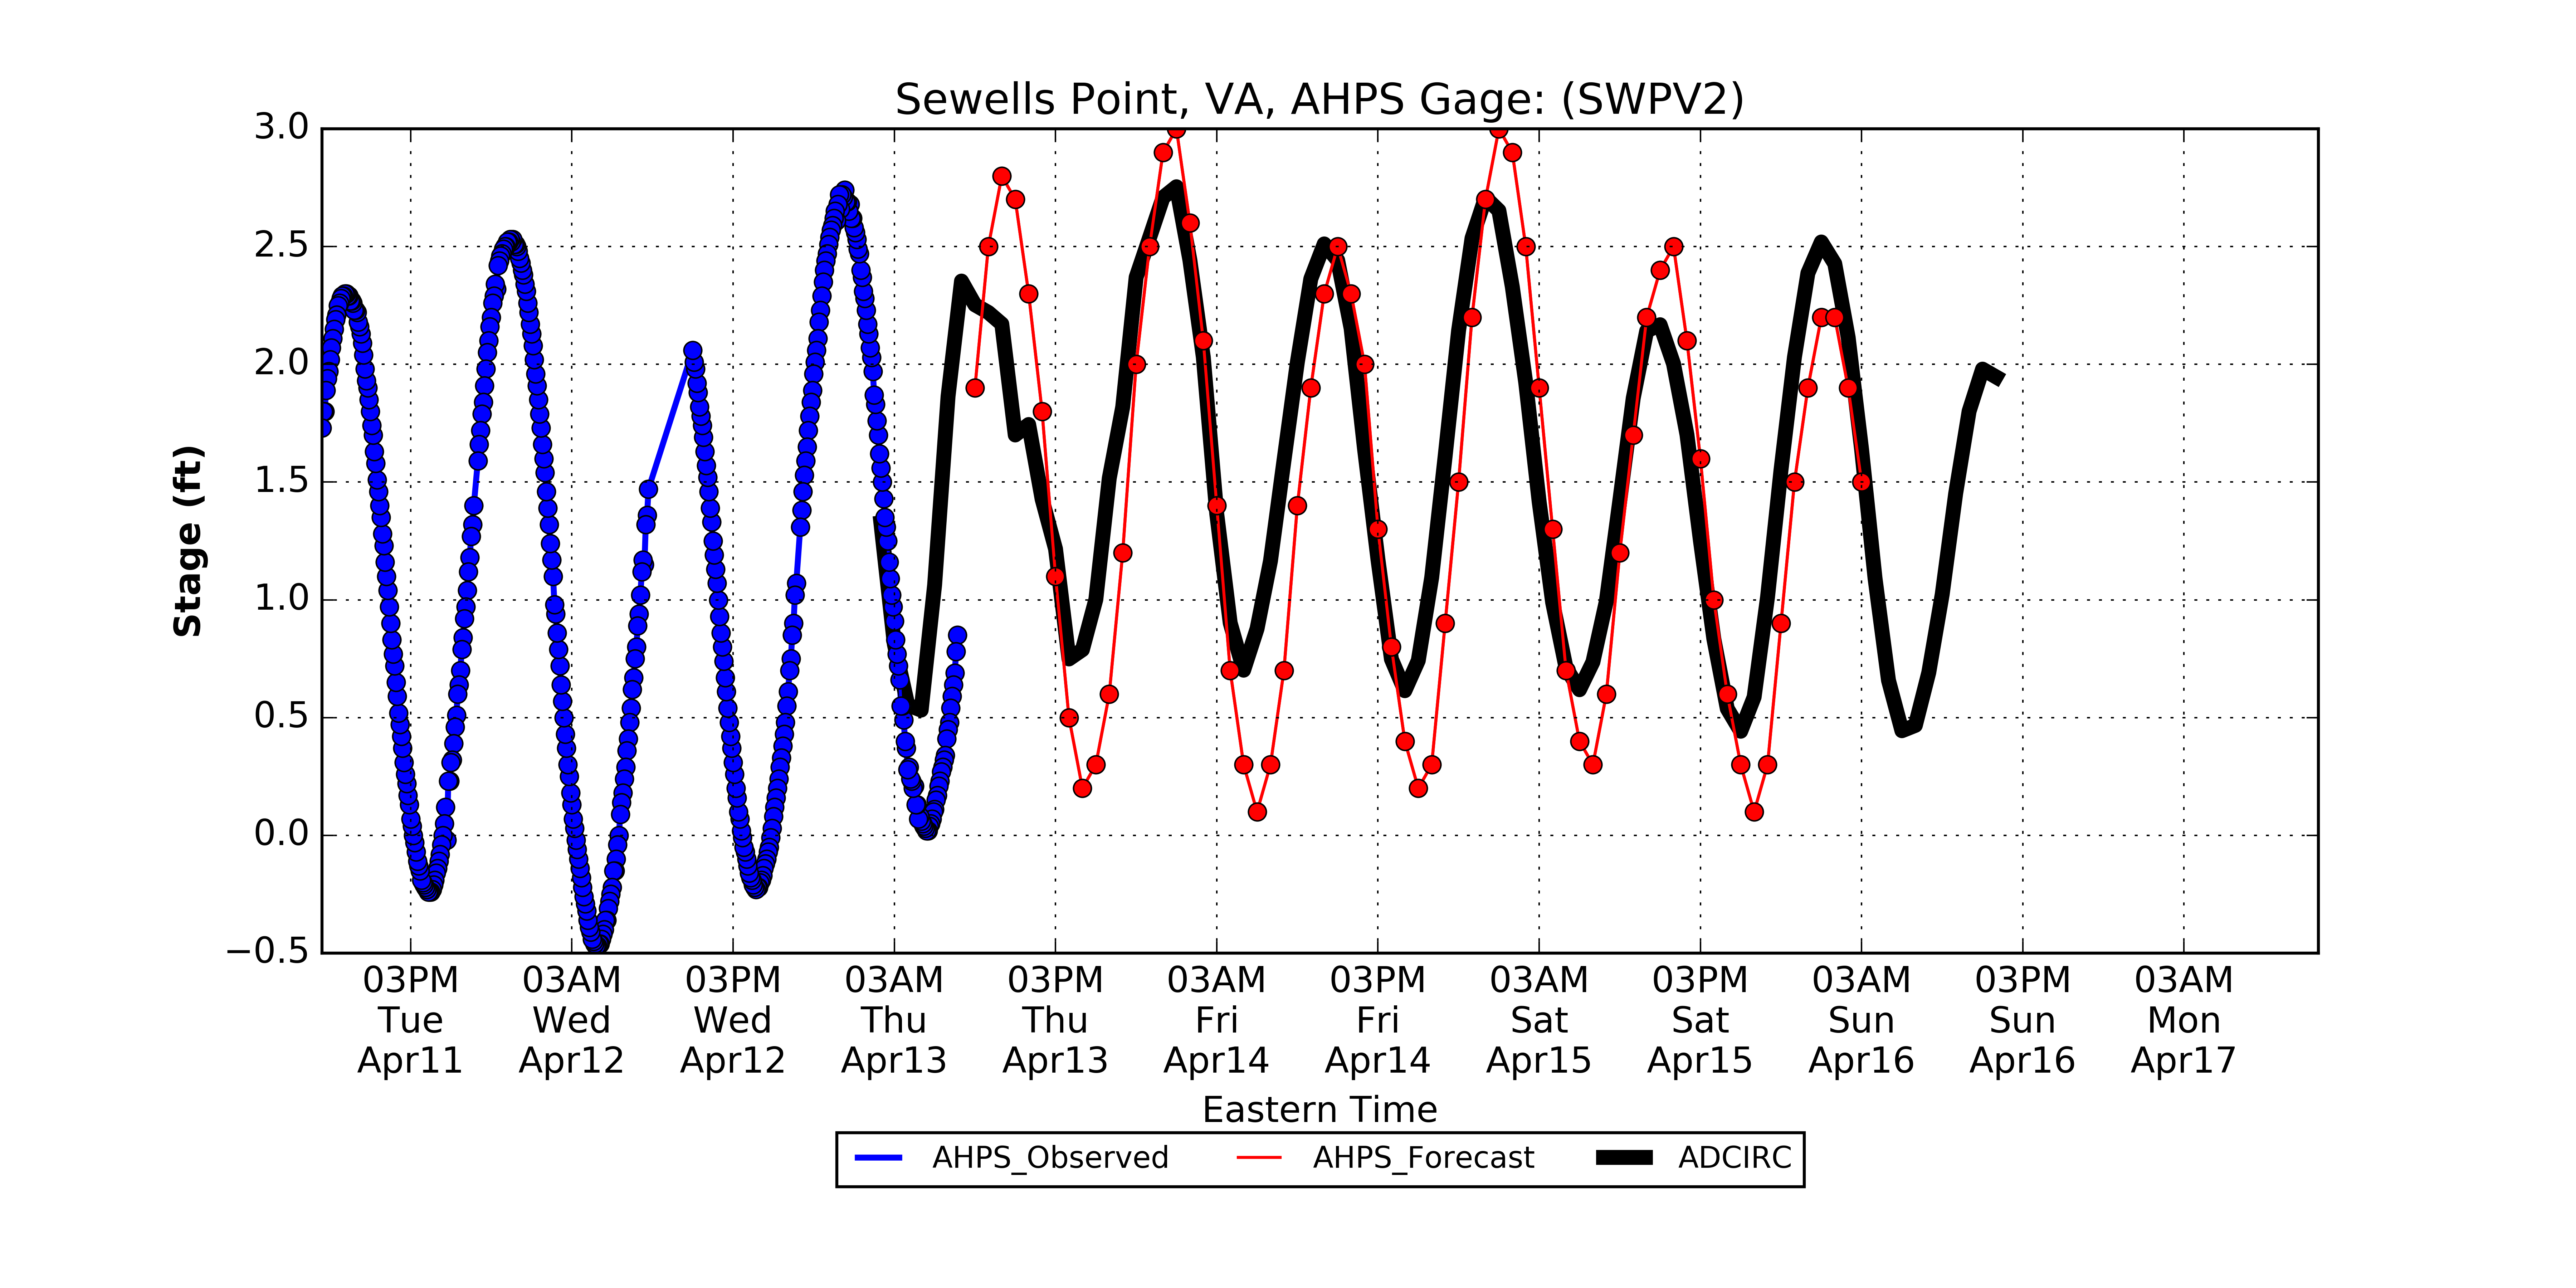 Sewells Point, VA, AHPS Gage: (SWPV2)
3.0
2.5
2.0
1.5
1.0
0.5
0.0
−0.5
Stage (ft)
03PM 03AM 03PM 03AM 03PM 03AM 03PM 03AM 03PM 03AM 03PM 03AM
Tue Wed Wed Thu Thu Fri Fri Sat Sat Sun Sun Mon
Apr11 Apr12 Apr12 Apr13 Apr13 Apr14 Apr14 Apr15 Apr15 Apr16 Apr16 Apr17
Eastern Time
AHPS_Observed AHPS_Forecast ADCIRC